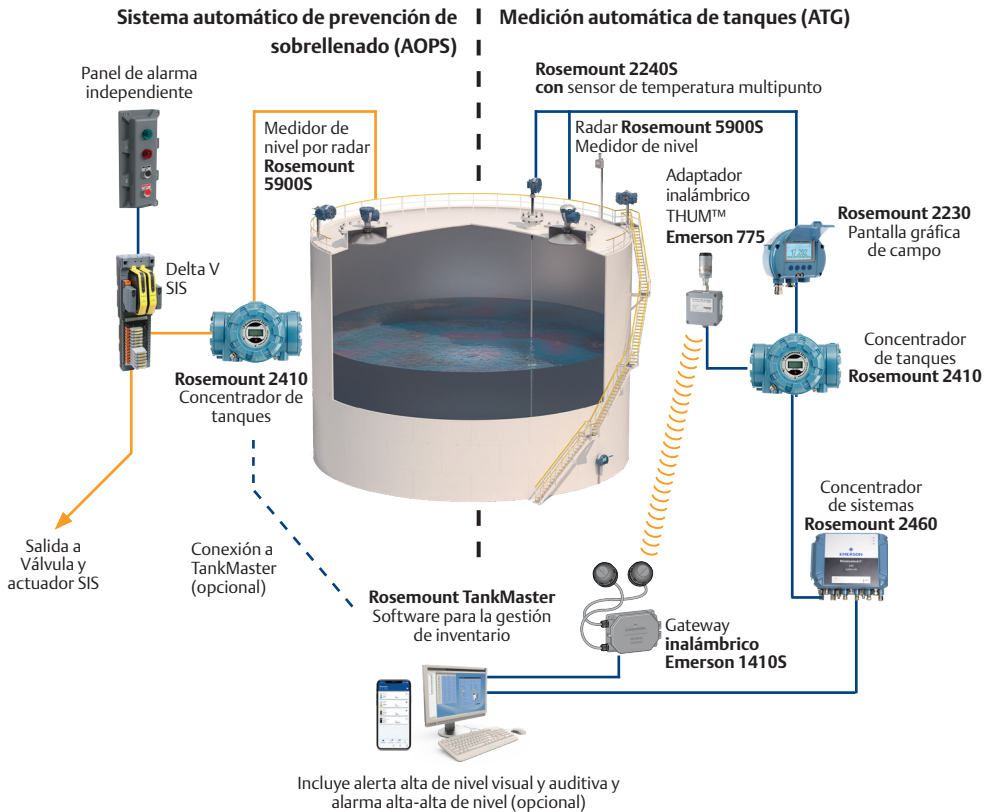 Sistema automático de prevención de
sobrellenado (AOPS)
Medición automática de tanques (ATG)
Panel de alarma
independiente
Medidor de
nivel por radar
Rosemount
5900S
Rosemount 2240S
con sensor de temperatura multipunto
Radar Rosemount 5900S
Medidor de nivel
Adaptador
inalámbrico
THUM™
Emerson 775
Rosemount 2230
Pantalla gráfica
de campo
Delta V
SIS
Rosemount 2410
Concentrador de
tanques
Concentrador
de tanques
Rosemount 2410
Concentrador
de sistemas
Rosemount 2460
EMERSON
Salida a
Válvula y
actuador SIS
Conexión a
TankMaster
(opcional)
Rosemount TankMaster
Software para la gestión
de inventario
Gateway
inalámbrico
Emerson 1410S
Incluye alerta alta de nivel visual y auditiva y
alarma alta-alta de nivel (opcional)